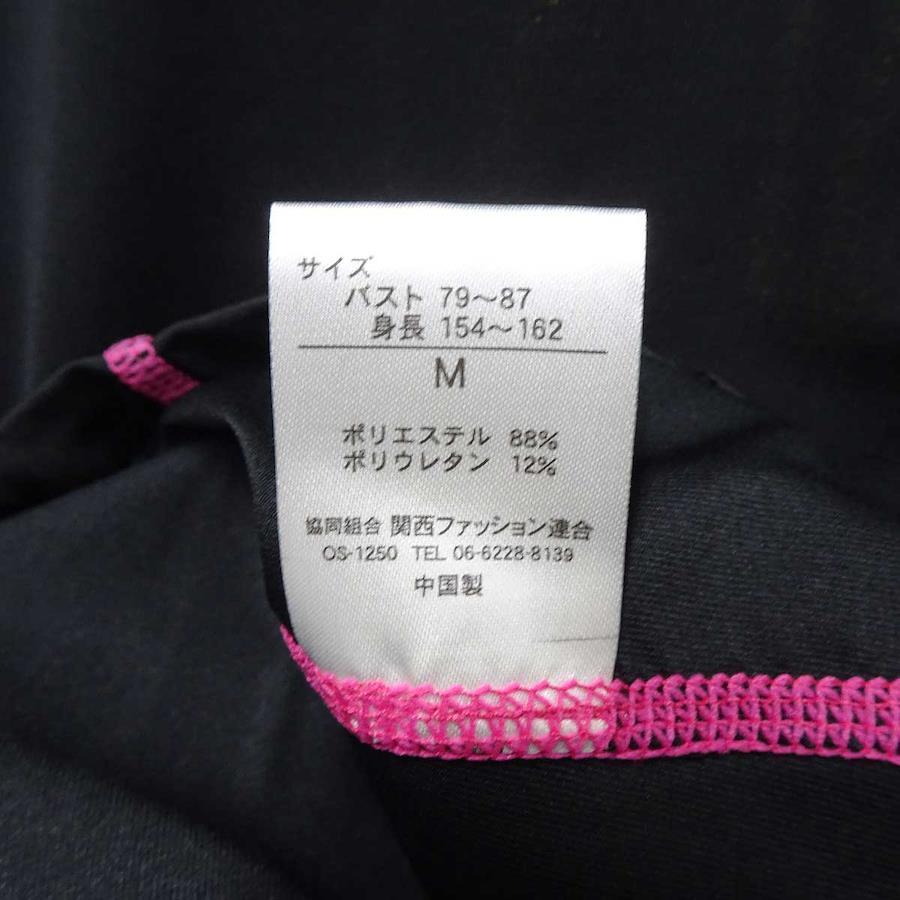 サイズ
バスト 79〜87
身長 154〜162
M
ポリエステル 88%
ポリウレタン 12%
協同組合 関西ファッション連合
OS-1250 TEL 06-6228-8139
中国製